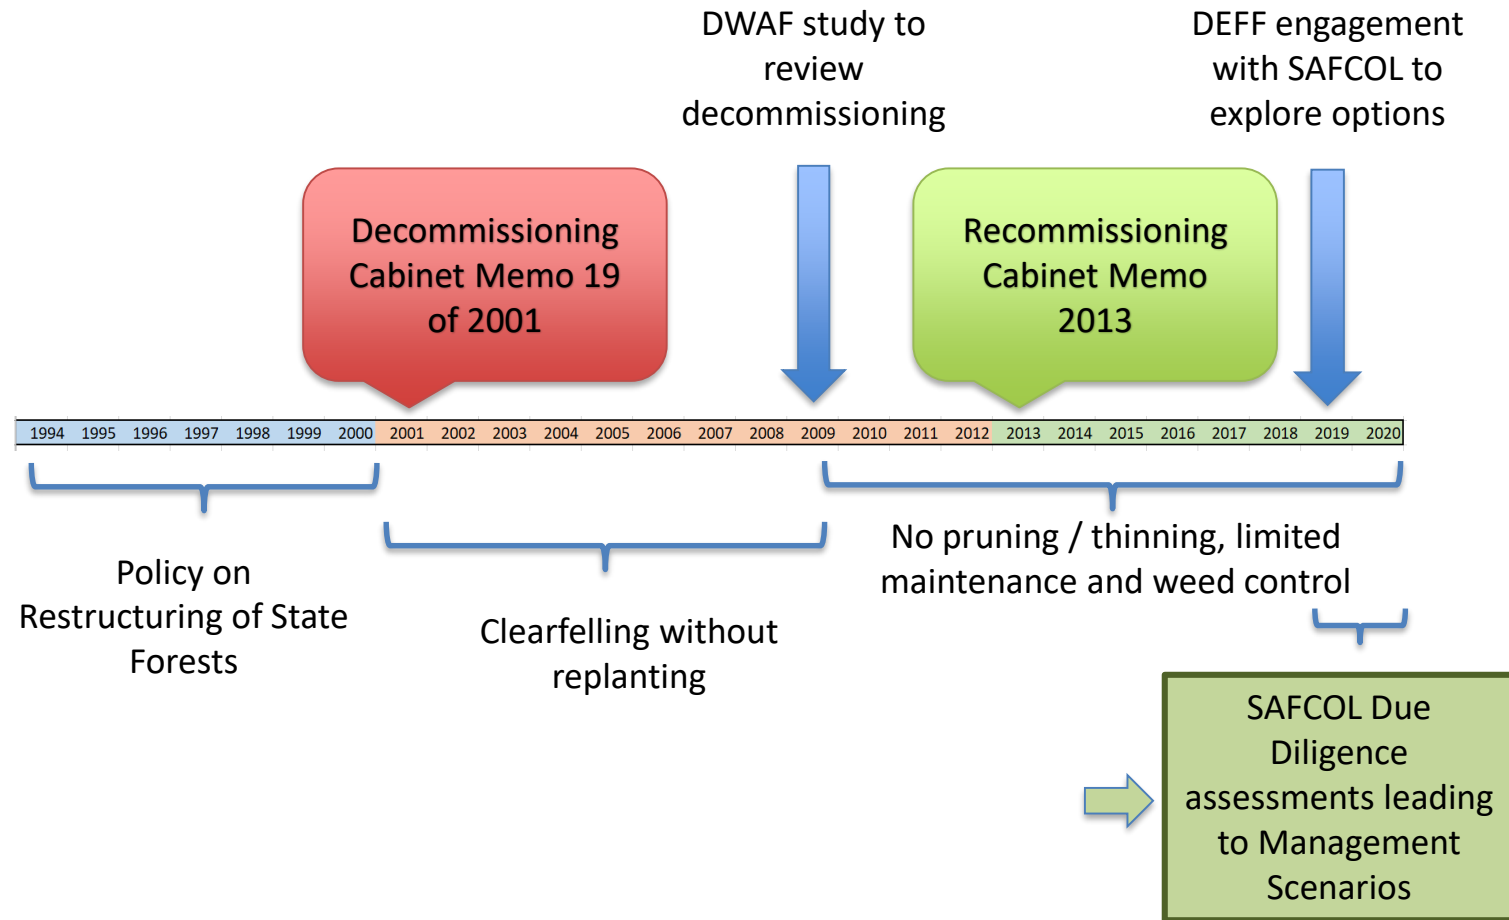 DWAF study to
review
decommissioning
DEFF engagement
with SAFCOL to
explore options
Decommissioning
Cabinet Memo 19
of 2001
Recommissioning
Cabinet Memo
2013
1994 1995 1996 1997 1998 1999 2000 2001 2002 2003 2004 2005 2006 2007 2008 2009 2010 2011 2012 2013 2014 2015 2016 2017 2018 2019 2020
Policy on
Restructuring of State
Forests
Clearfelling without
replanting
No pruning / thinning, limited
maintenance and weed control
SAFCOL Due
Diligence
assessments leading
to Management
Scenarios